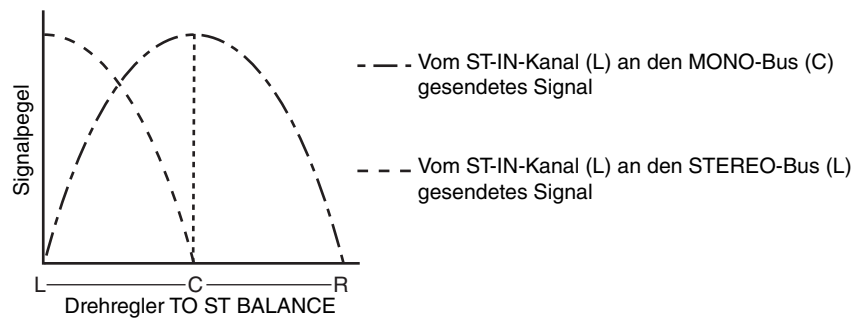 Signalpegel
Vom ST-IN-Kanal (L) an den MONO-Bus (C)
gesendetes Signal
Vom ST-IN-Kanal (L) an den STEREO-Bus (L)
gesendetes Signal
L C R
Drehregler TO ST BALANCE